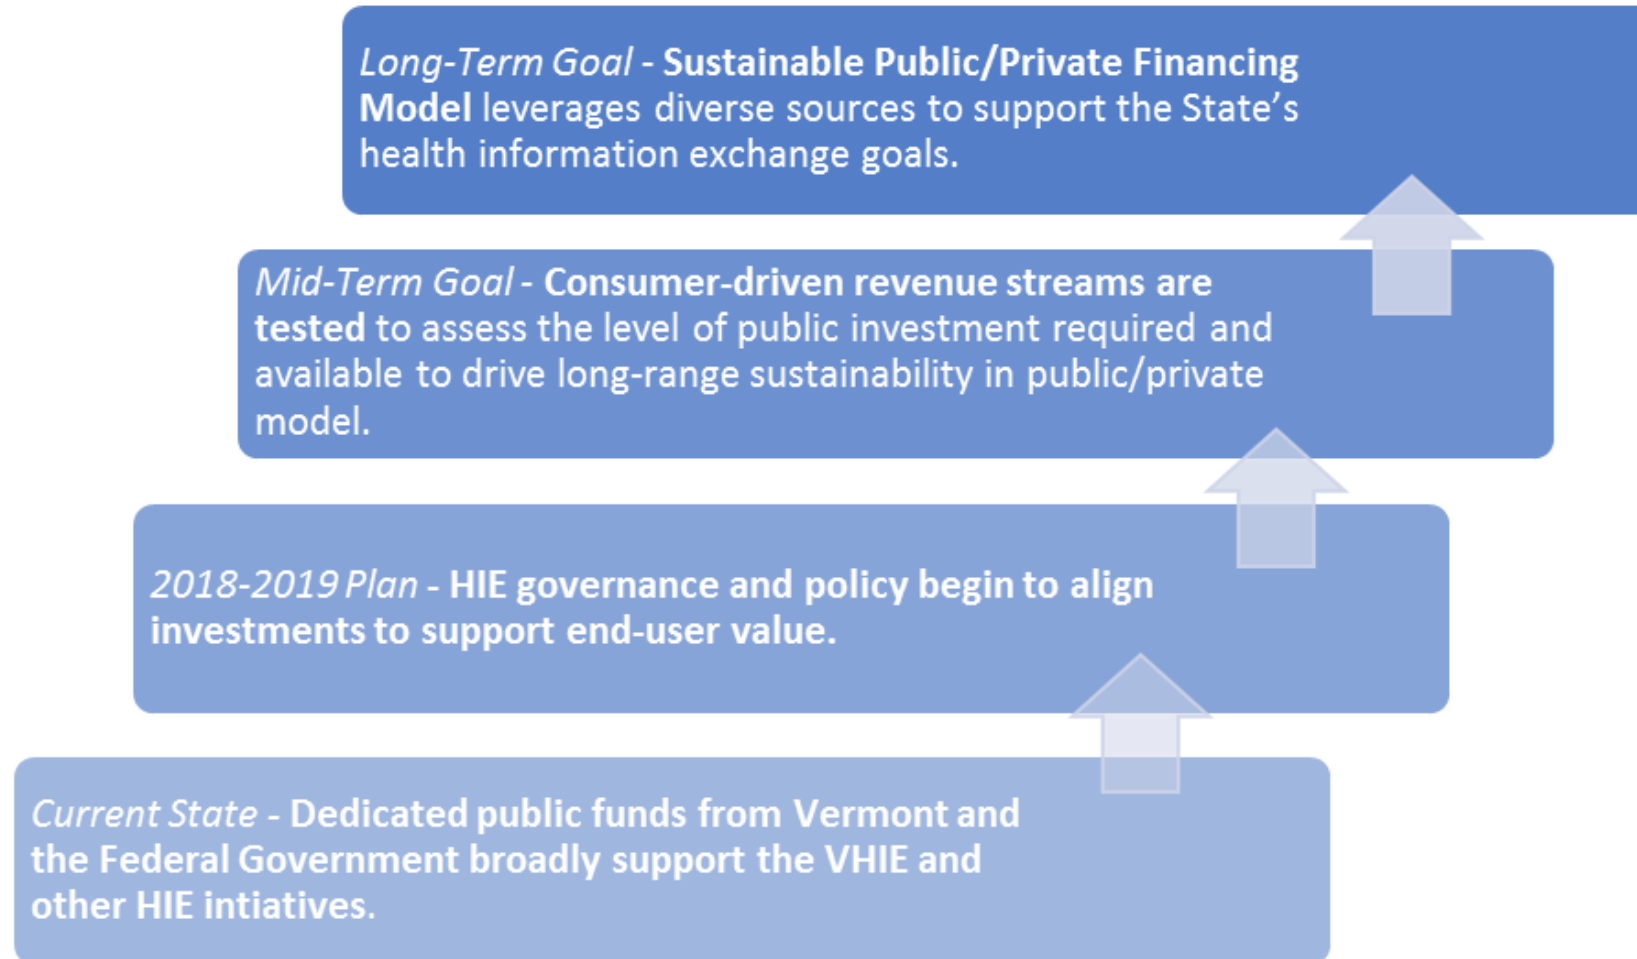 Long-Term Goal - Sustainable Public/Private Financing
Model leverages diverse sources to support the State’s
health information exchange goals.
Mid-Term Goal - Consumer-driven revenue streams are
tested to assess the level of public investment required and
available to drive long-range sustainability in public/private
model.
2018-2019 Plan - HIE governance and policy begin to align
investments to support end-user value.
Current State - Dedicated public funds from Vermont and
the Federal Government broadly support the VHIE and
other HIE intiatives.